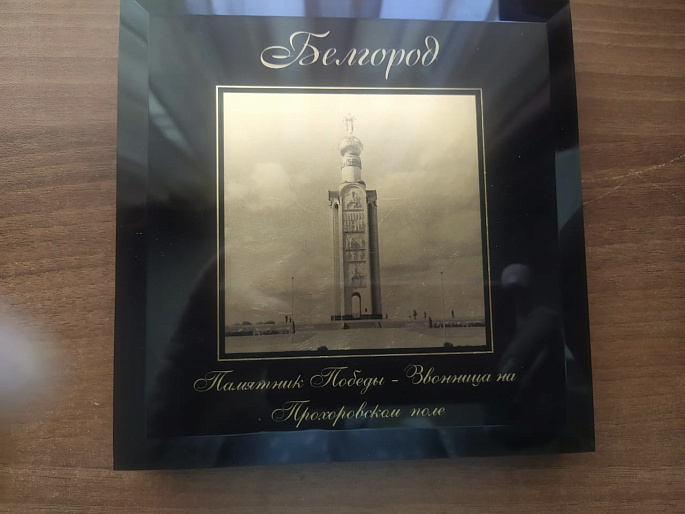 Белгород
Памятник Победы - Звонница на
Прохоровском поле